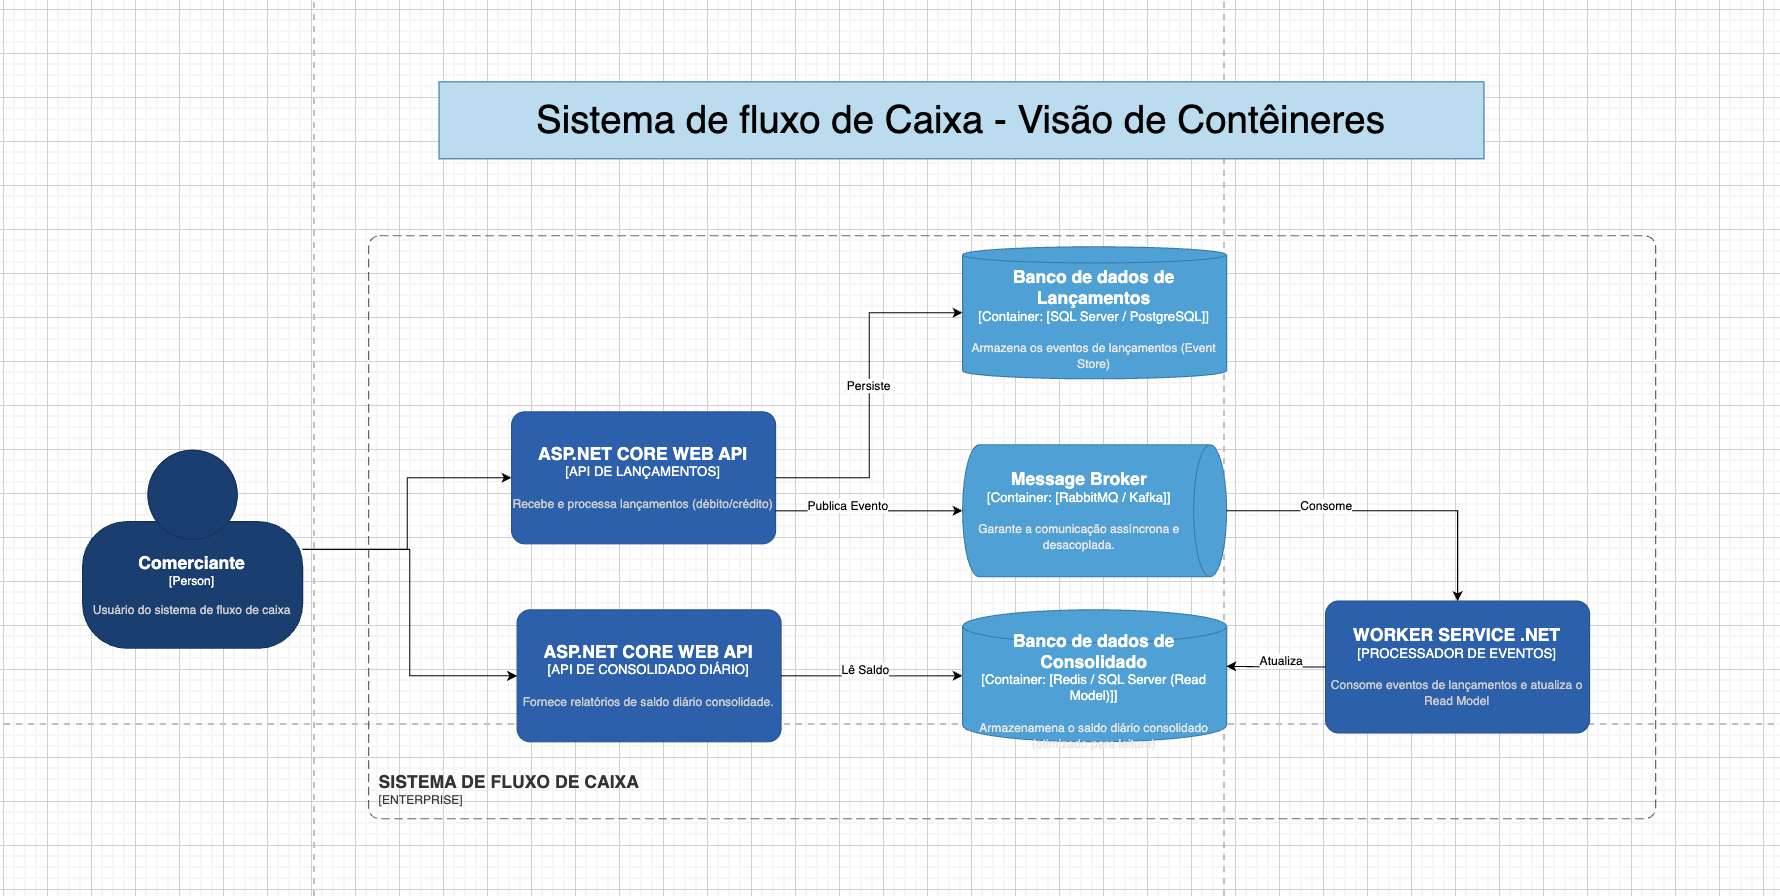 Sistema de fluxo de Caixa - Visão de Contêineres
Banco de dados de
Lançamentos
[Container: [SQL Server / PostgreSQL]]
Armazena os eventos de lançamentos (Event
Store)
Persiste
ASP.NET CORE WEB API
[API DE LANÇAMENTOS]
Recebe e processa lançamentos (débito/crédito)
Publica Evento
Message Broker
[Container: [RabbitMQ / Kafka]]
Garante a comunicação assíncrona e
desacoplada.
Consome
Comerciante
[Person]
Usuário do sistema de fluxo de caixa
ASP.NET CORE WEB API
[API DE CONSOLIDADO DIÁRIO]
Fornece relatórios de saldo diário consolidade.
Lê Saldo
Banco de dados de
Consolidado
[Container: [Redis / SQL Server (Read
Model)]]
Armazenamena o saldo diário consolidado
(otimizado para leitura)
Atualiza
WORKER SERVICE .NET
[PROCESSADOR DE EVENTOS]
Consome eventos de lançamentos e atualiza o
Read Model
SISTEMA DE FLUXO DE CAIXA
[ENTERPRISE]